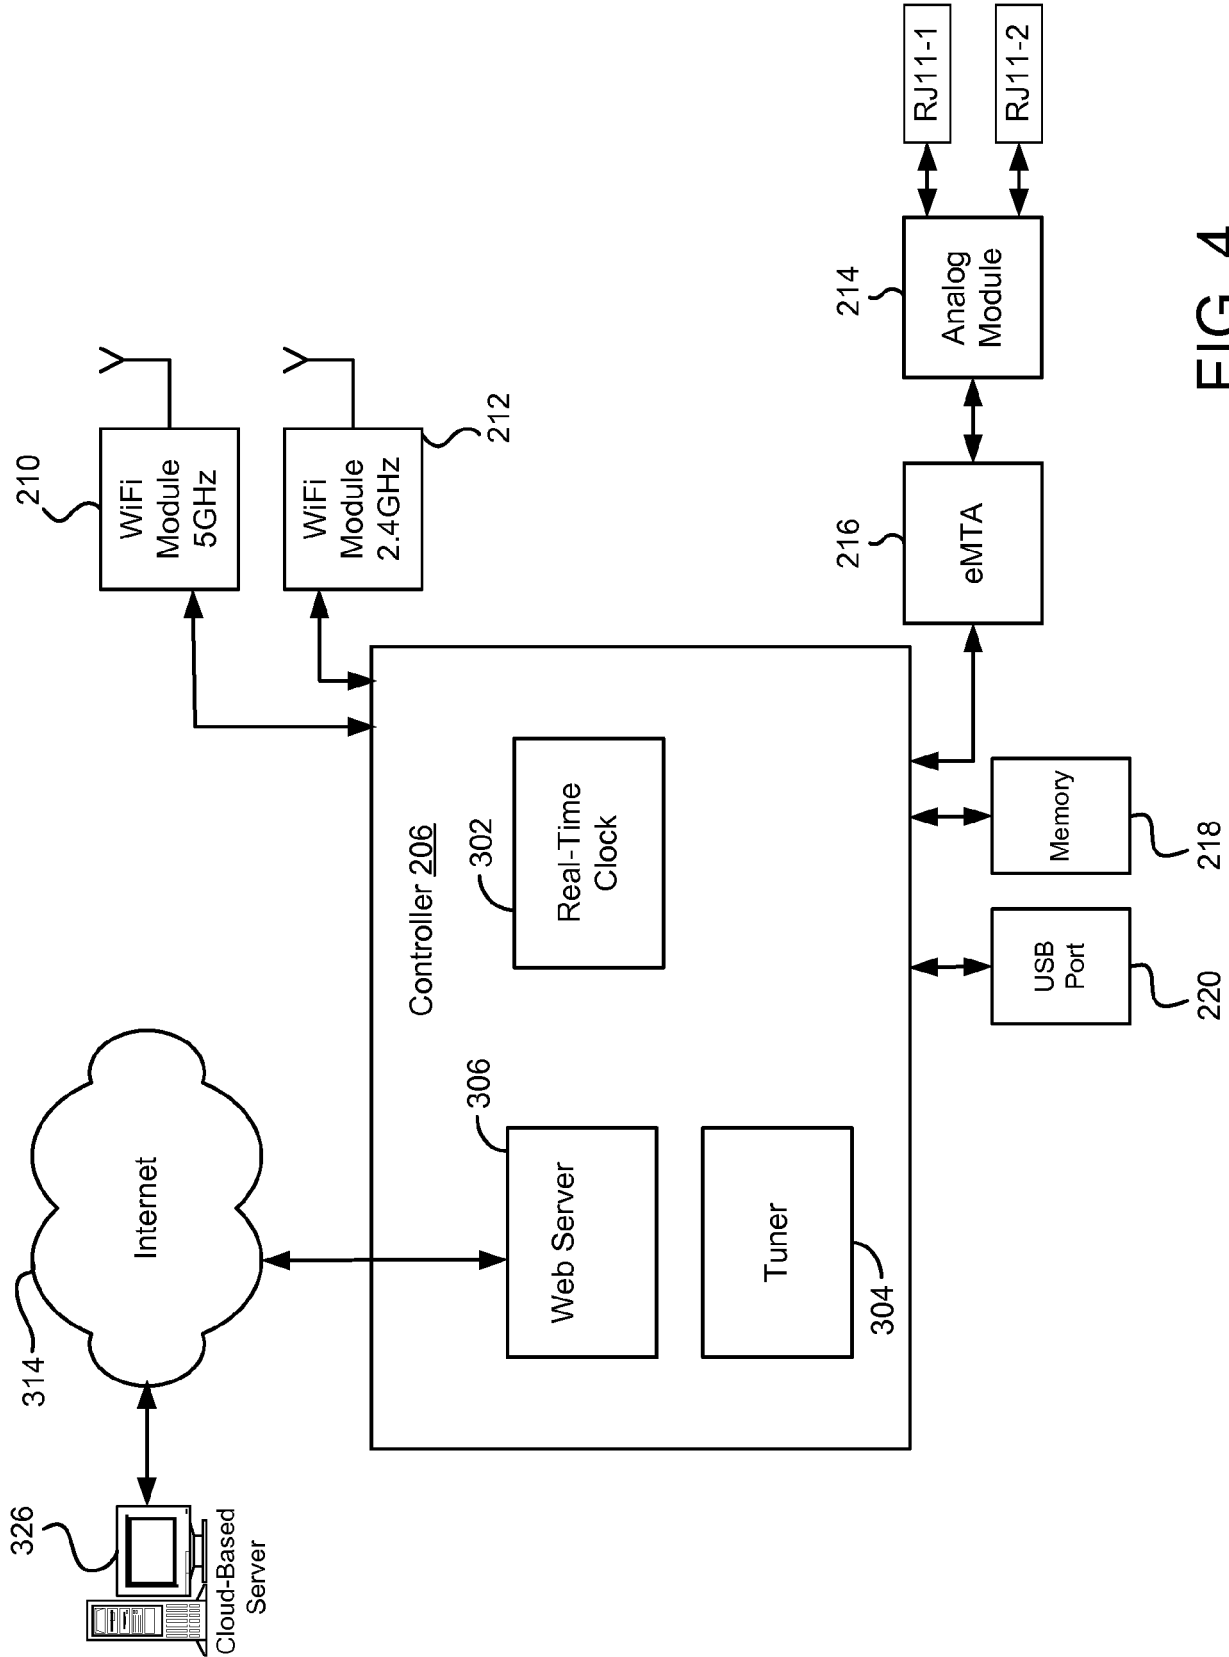 326
Cloud-Based
Server
314
Internet
210
WiFi
Module
5GHz
WiFi
Module
2.4GHz
212
Controller 206
306
Web Server
302
Real-Time
Clock
Tuner
304
USB
Port
220
Memory
218
216
eMTA
214
Analog
Module
RJ11-1
RJ11-2
FIG. 4